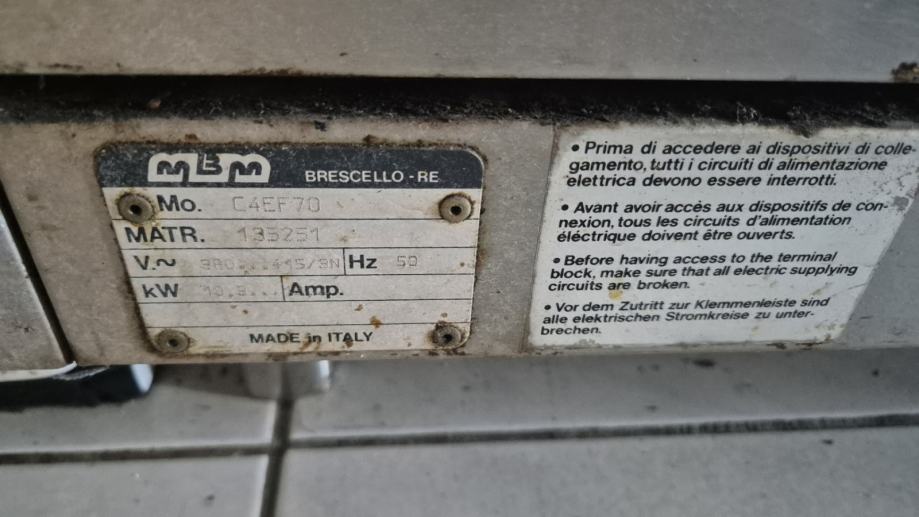 MBM BRESCELLO - RE
Mo. C4EF70
MATR. 135251
V.~ 380...415/3N Hz 50
kW Amp.
MADE in ITALY
• Prima di accedere ai dispositivi di colle-
gamento, tutti i circuiti di alimentazione
elettrica devono essere interrotti.
• Avant avoir accès aux dispositifs de con-
nexion, tous les circuits d'alimentation
éléctrique doivent être ouverts.
• Before having access to the terminal
block, make sure that all electric supplying
circuits are broken.
• Vor dem Zutritt zur Klemmenleiste sind
alle elektrischen Stromkreise zu unter-
brechen.